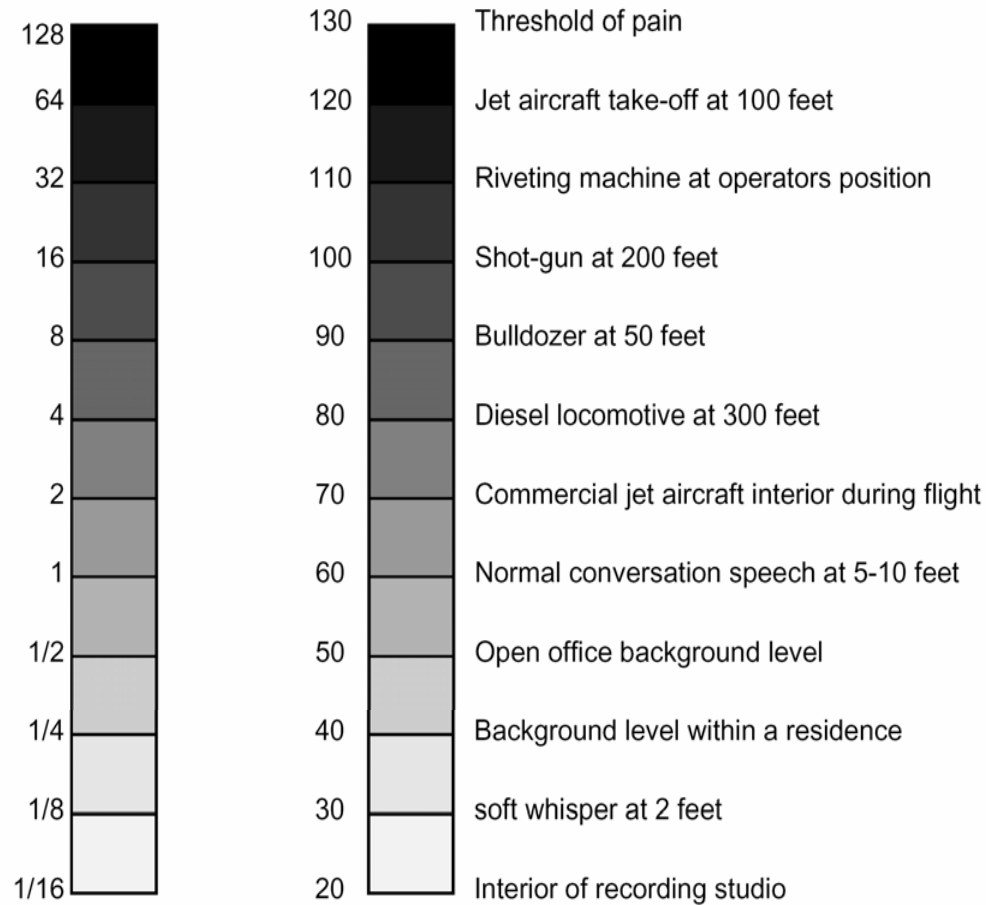 128 130 Threshold of pain
64 120 Jet aircraft take-off at 100 feet
32 110 Riveting machine at operators position
16 100 Shot-gun at 200 feet
8 90 Bulldozer at 50 feet
4 80 Diesel locomotive at 300 feet
2 70 Commercial jet aircraft interior during flight
1 60 Normal conversation speech at 5-10 feet
1/2 50 Open office background level
1/4 40 Background level within a residence
1/8 30 soft whisper at 2 feet
1/16 20 Interior of recording studio